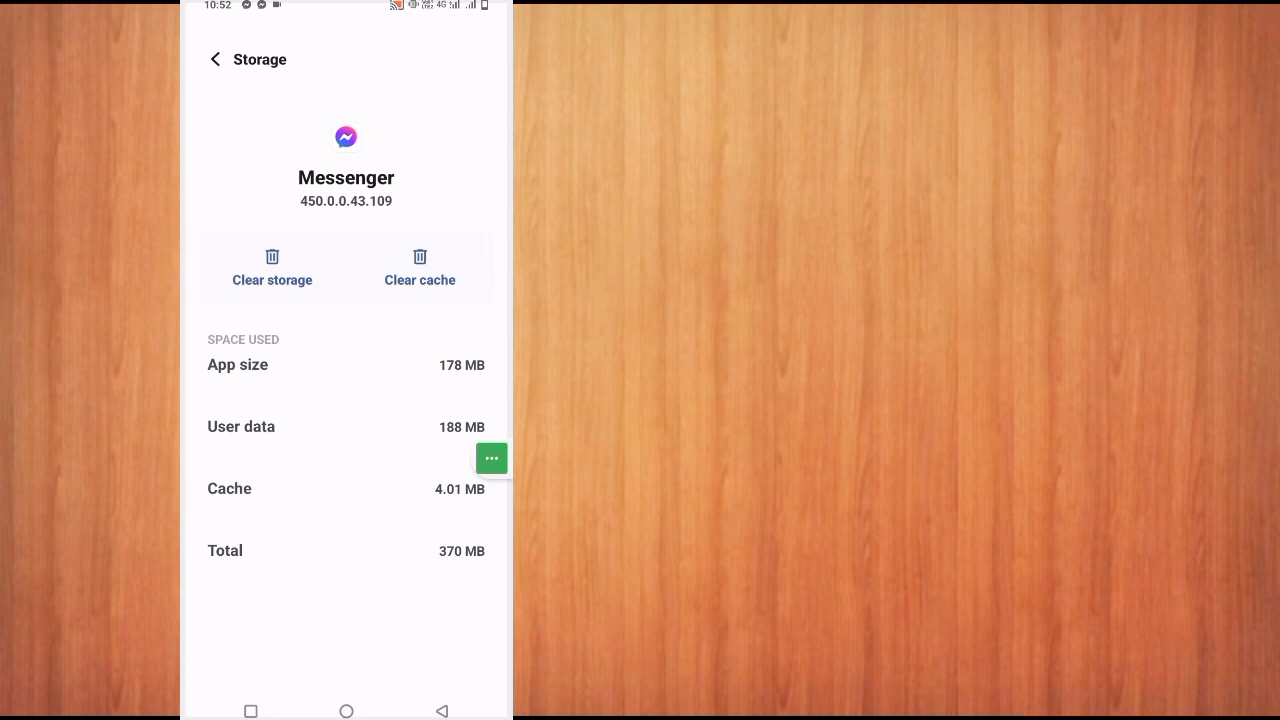 10:52 4G
Storage
Messenger
450.0.0.43.109
Clear storage Clear cache
SPACE USED
App size 178 MB
User data 188 MB
Cache 4.01 MB
Total 370 MB